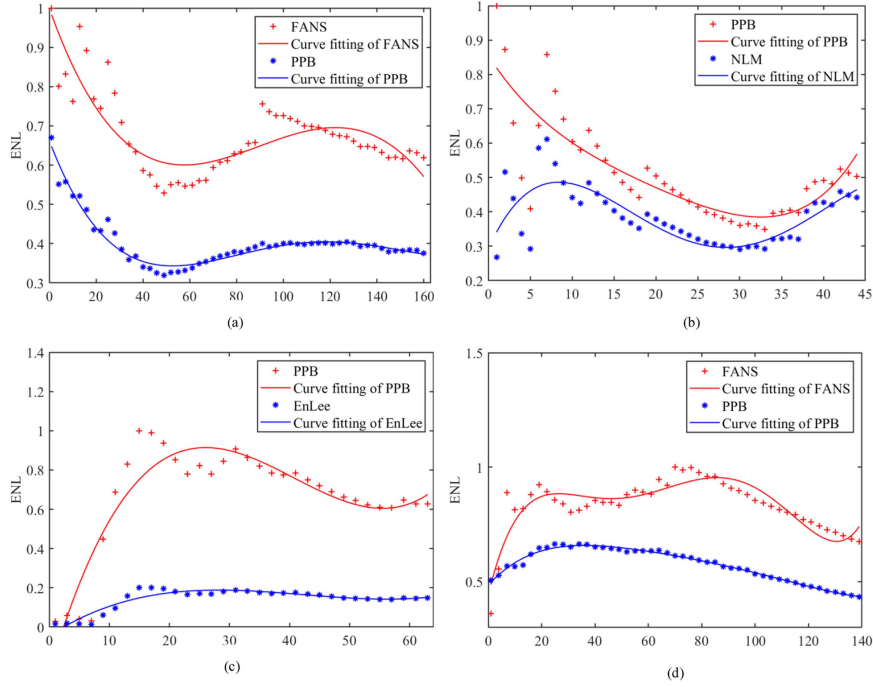 1
0.9
0.8
0.7
0.6
0.5
0.4
0.3
ENL
0 20 40 60 80 100 120 140 160
FANS
Curve fitting of FANS
PPB
Curve fitting of PPB
(a)
1
0.9
0.8
0.7
0.6
0.5
0.4
0.3
0.2
ENL
0 5 10 15 20 25 30 35 40 45
PPB
Curve fitting of PPB
NLM
Curve fitting of NLM
(b)
1.4
1.2
1
0.8
0.6
0.4
0.2
0
ENL
0 10 20 30 40 50 60
PPB
Curve fitting of PPB
EnLee
Curve fitting of EnLee
(c)
1.5
1
0.5
ENL
0 20 40 60 80 100 120 140
FANS
Curve fitting of FANS
PPB
Curve fitting of PPB
(d)